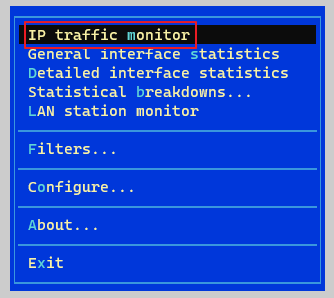 IP traffic monitor
General interface statistics
Detailed interface statistics
Statistical breakdowns...
LAN station monitor
Filters...
Configure...
About...
Exit